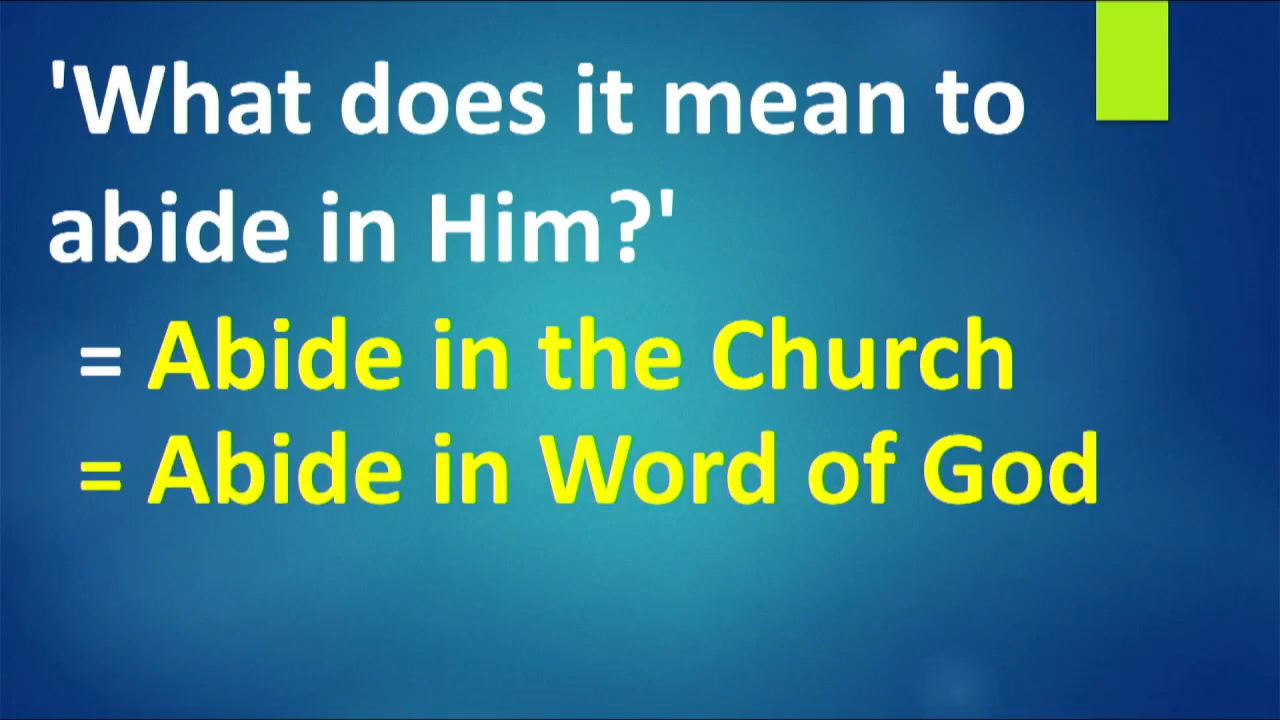 'What does it mean to
abide in Him?'
= Abide in the Church
= Abide in Word of God